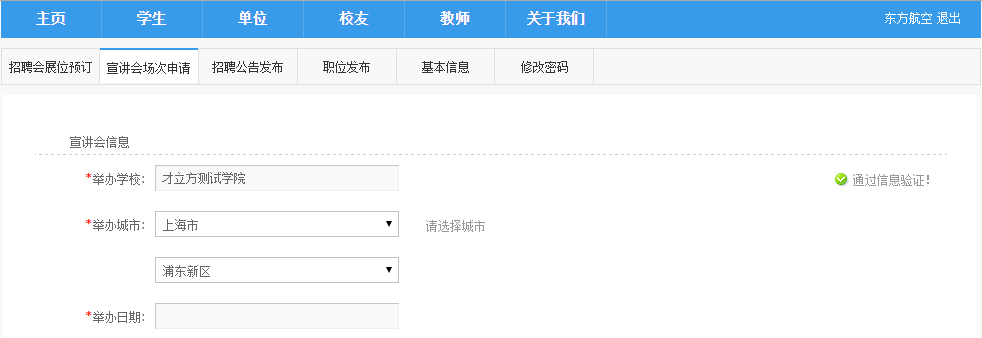 主页 学生 单位 校友 教师 关于我们 东方航空 退出
招聘会展位预订 宣讲会场次申请 招聘公告发布 职位发布 基本信息 修改密码
宣讲会信息
*举办学校: 才立方测试学院 通过信息验证!
*举办城市: 上海市 请选择城市
浦东新区
*举办日期: